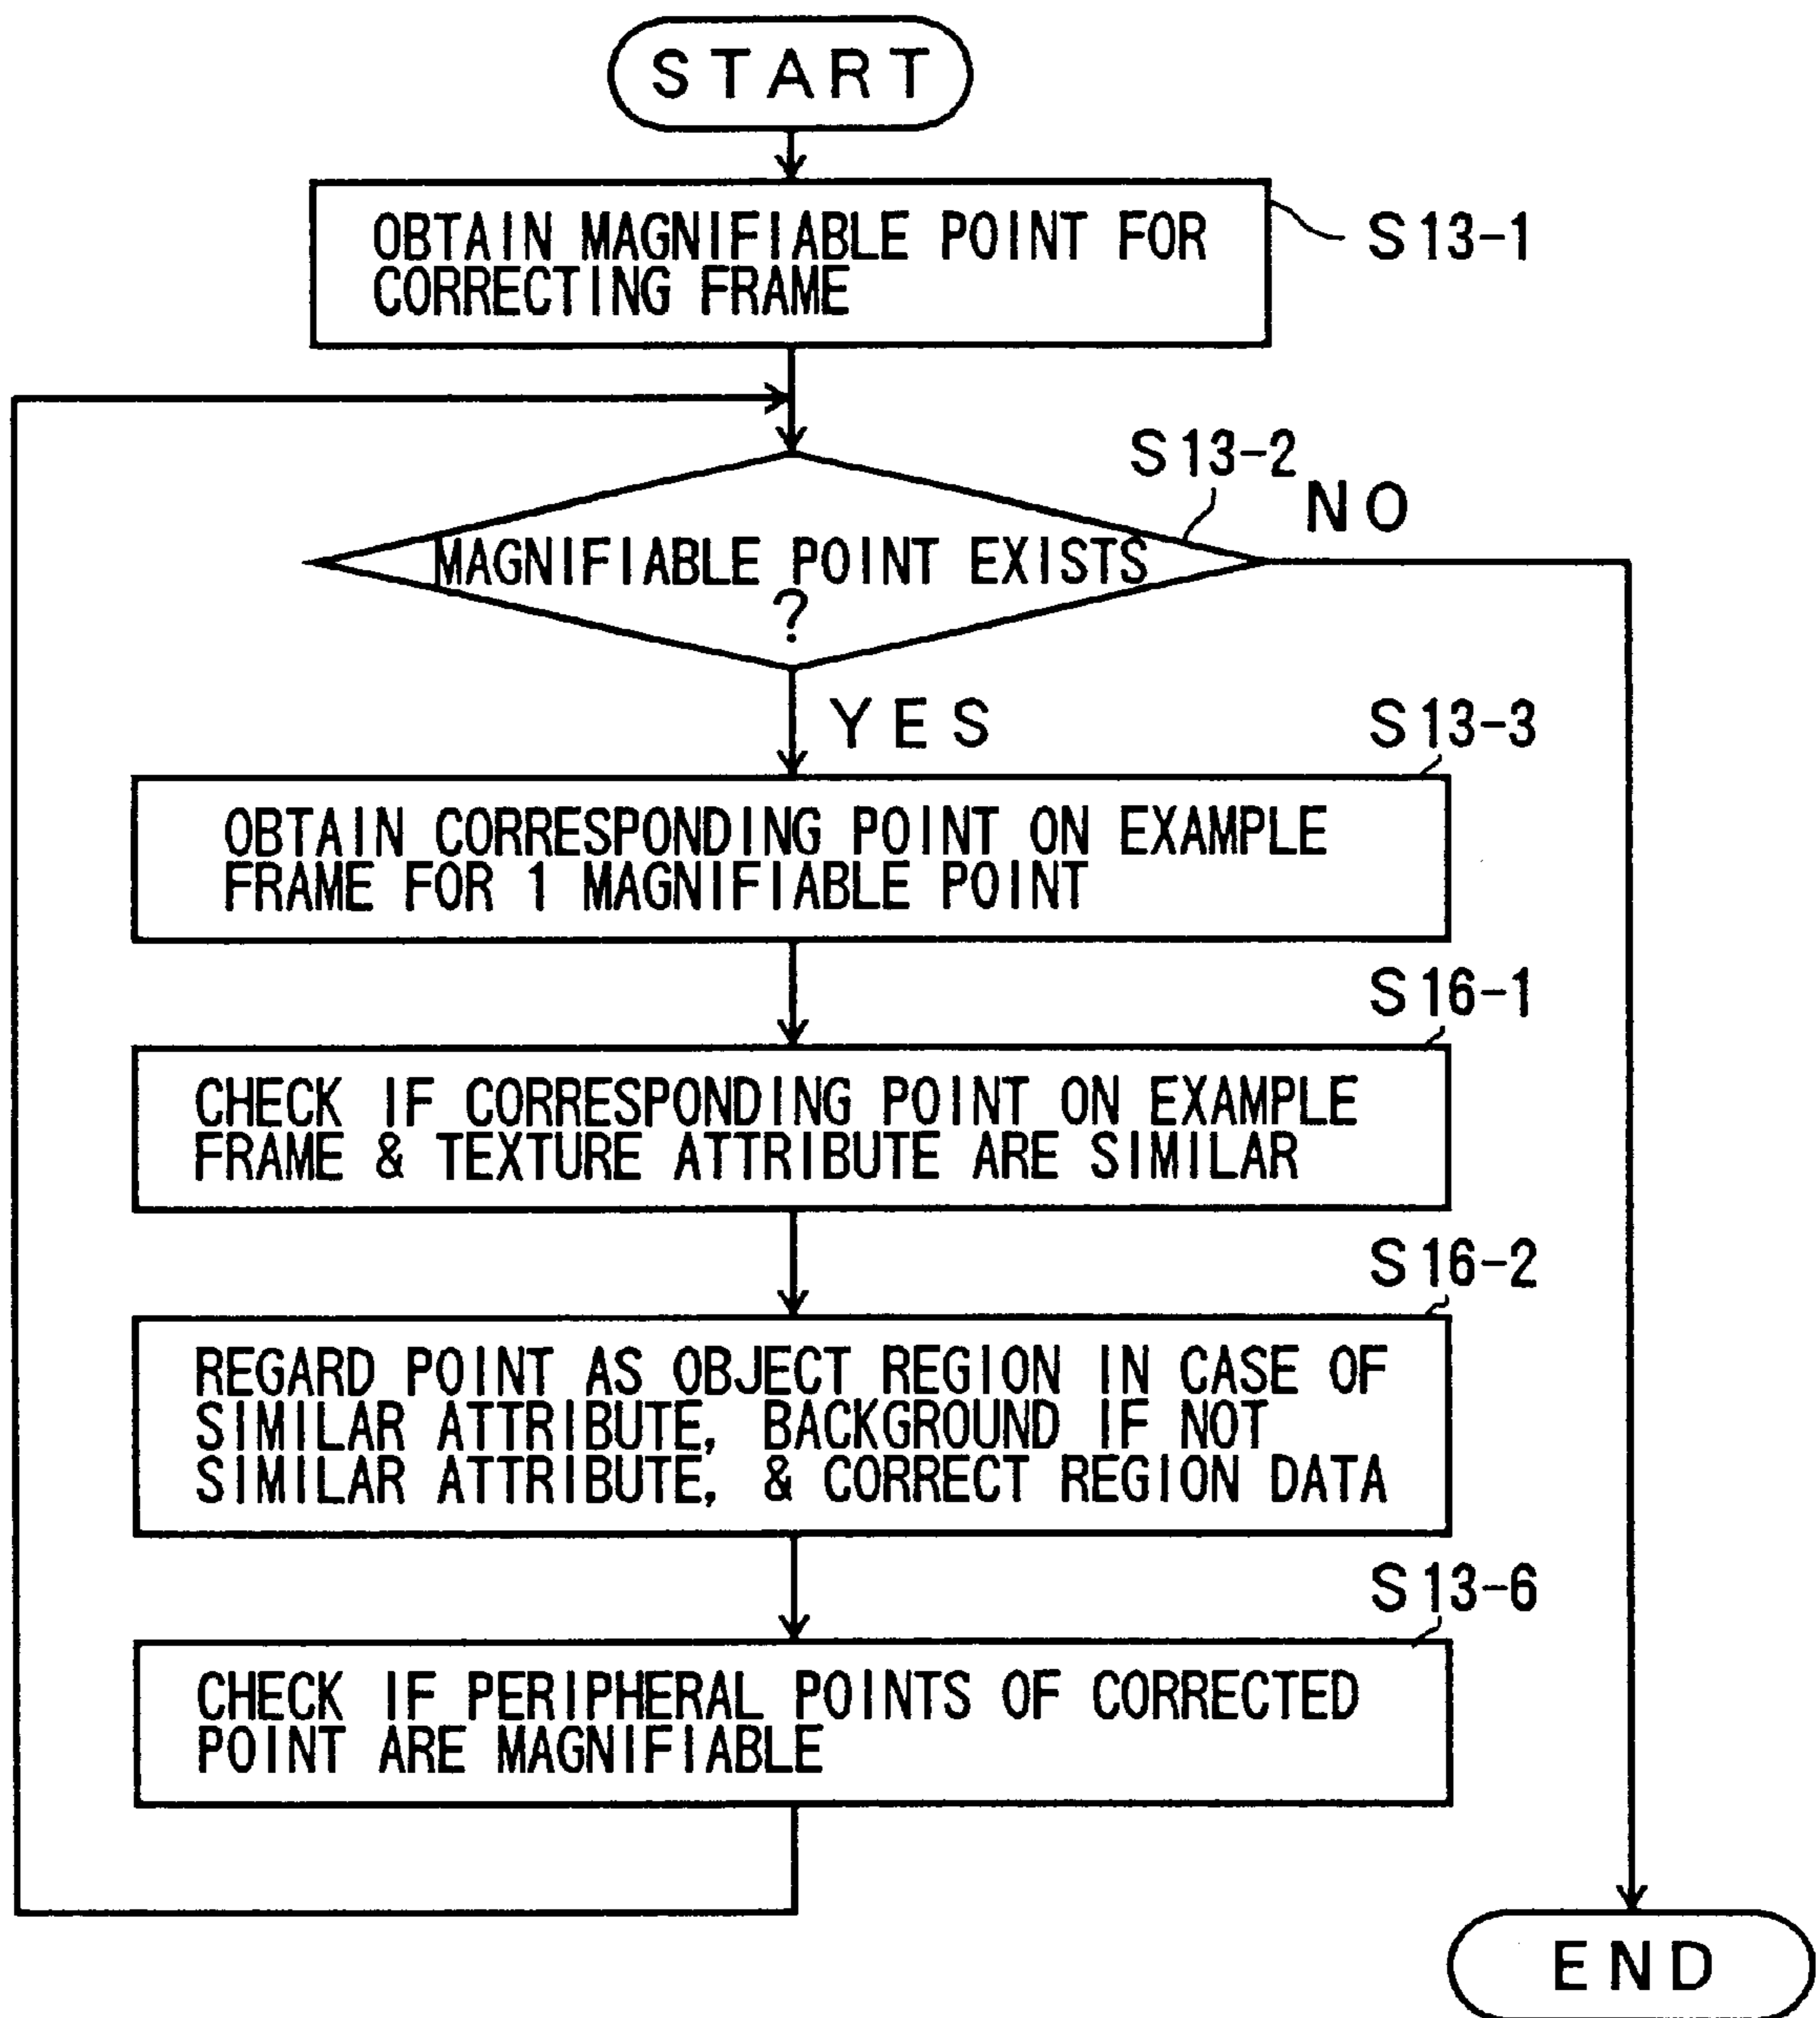 START
OBTAIN MAGNIFIABLE POINT FOR
CORRECTING FRAME
S13-1
S13-2
NO
MAGNIFIABLE POINT EXISTS
?
YES
S13-3
OBTAIN CORRESPONDING POINT ON EXAMPLE
FRAME FOR 1 MAGNIFIABLE POINT
S16-1
CHECK IF CORRESPONDING POINT ON EXAMPLE
FRAME & TEXTURE ATTRIBUTE ARE SIMILAR
S16-2
REGARD POINT AS OBJECT REGION IN CASE OF
SIMILAR ATTRIBUTE, BACKGROUND IF NOT
SIMILAR ATTRIBUTE, & CORRECT REGION DATA
S13-6
CHECK IF PERIPHERAL POINTS OF CORRECTED
POINT ARE MAGNIFIABLE
END